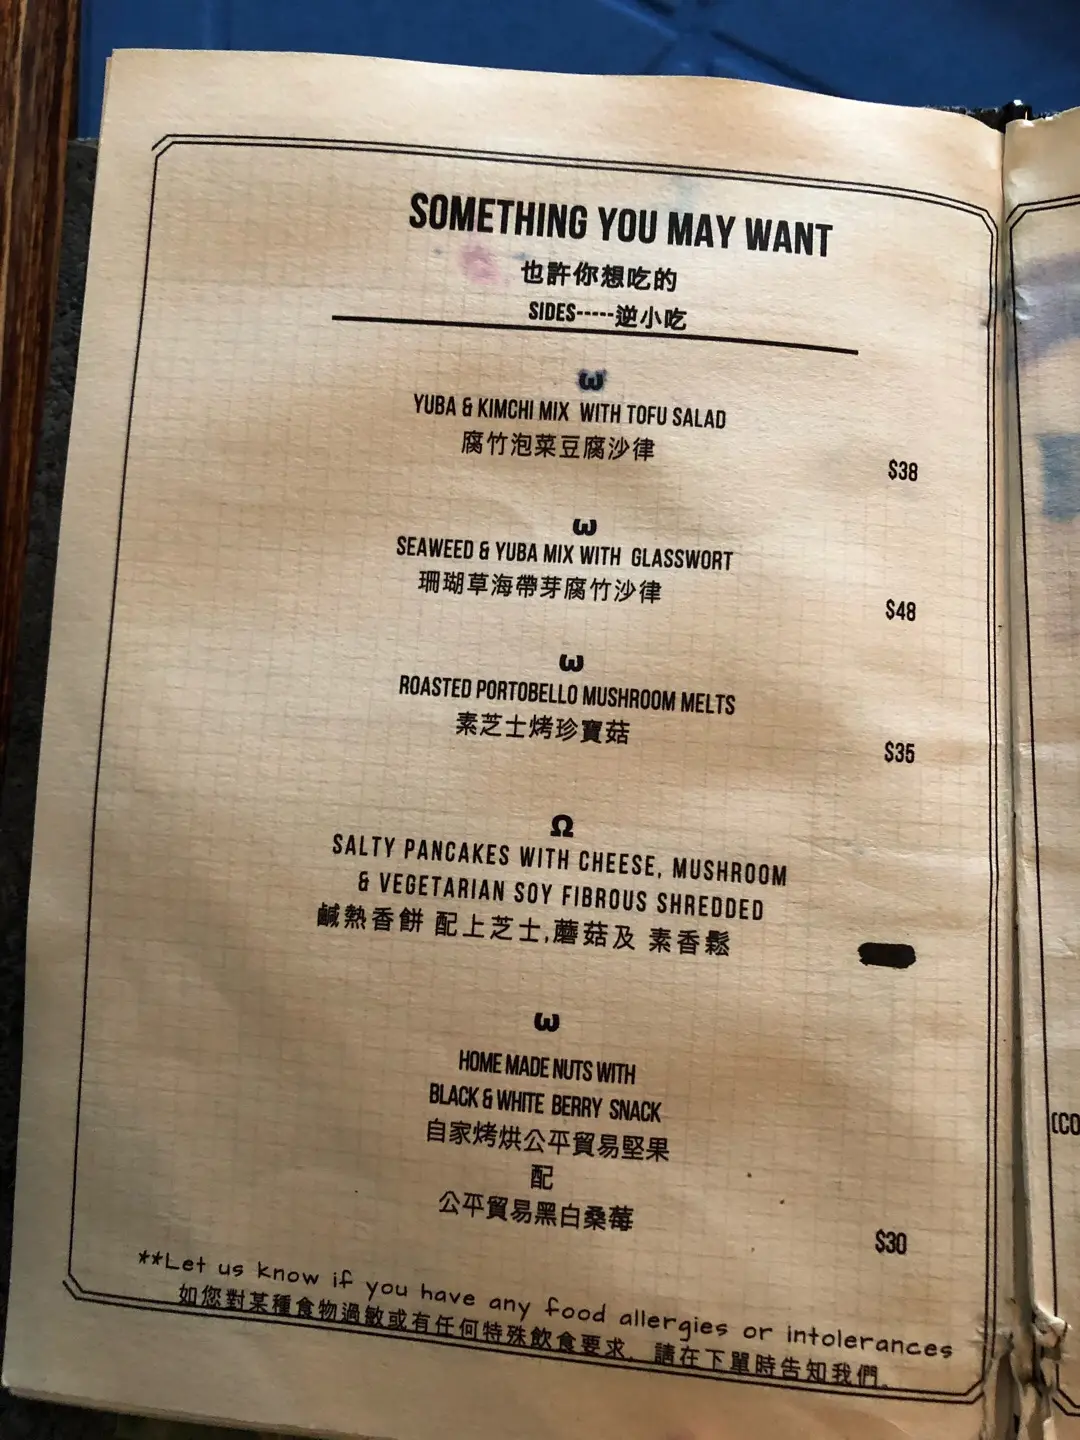 SOMETHING YOU MAY WANT
也許你想吃的
SIDES-----逆小吃
ω
YUBA & KIMCHI MIX WITH TOFU SALAD
腐竹泡菜豆腐沙律
$38
ω
SEAWEED & YUBA MIX WITH GLASSWORT
珊瑚草海帶芽腐竹沙律
$48
ω
ROASTED PORTOBELLO MUSHROOM MELTS
素芝士烤珍寶菇
$35
Ω
SALTY PANCAKES WITH CHEESE, MUSHROOM
& VEGETARIAN SOY FIBROUS SHREDDED
鹹熱香餅 配上芝士,蘑菇及 素香鬆
ω
HOME MADE NUTS WITH
BLACK & WHITE BERRY SNACK
自家烤烘公平貿易堅果
配
公平貿易黑白桑莓
$30
**Let us know if you have any food allergies or intolerances
如您對某種食物過敏或有任何特殊飲食要求, 請在下單時告知我們.
(CO